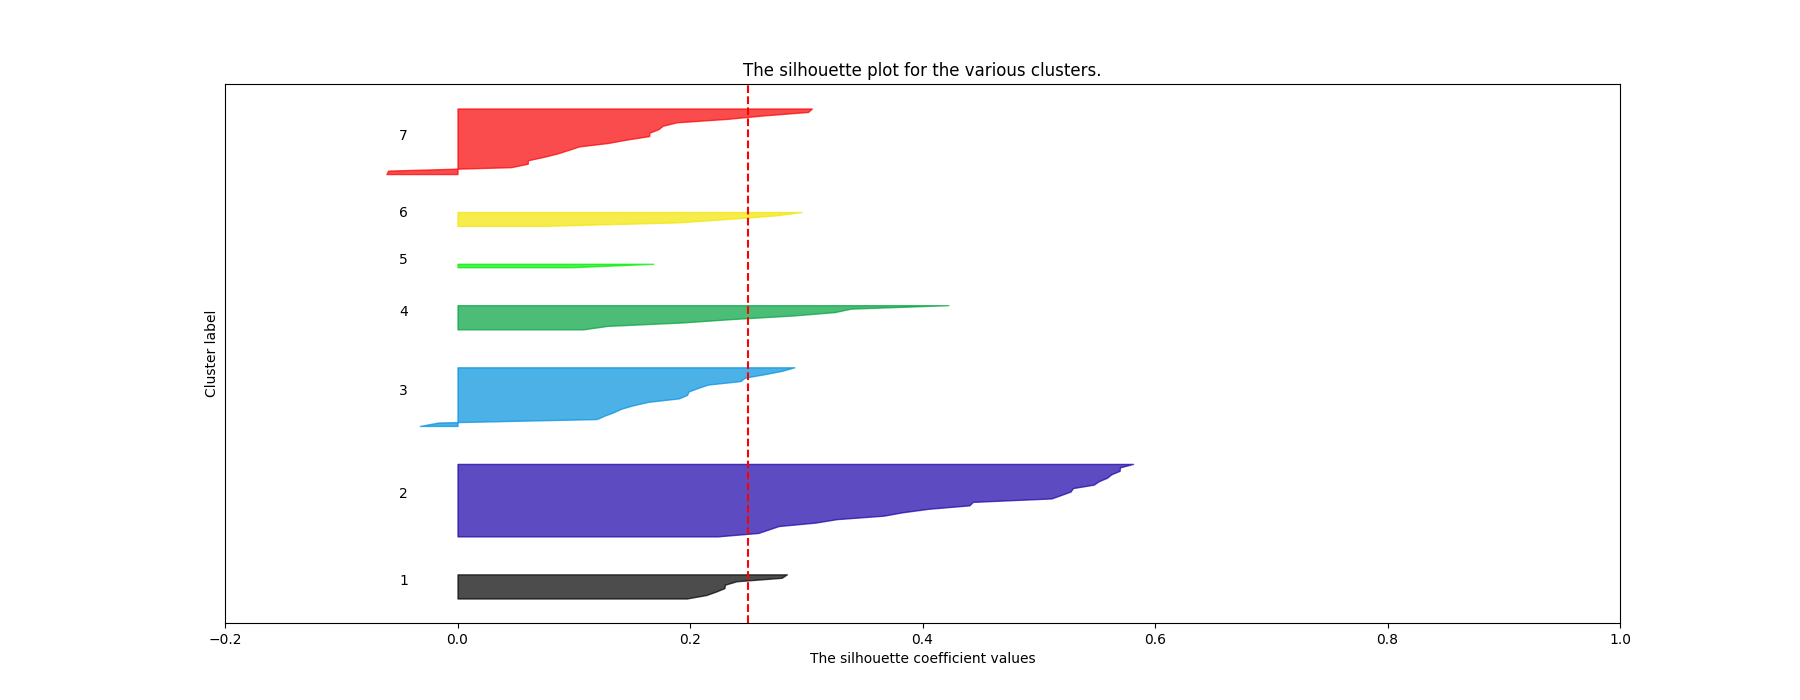 The silhouette plot for the various clusters.
7
6
5
4
3
2
1
Cluster label
−0.2 0.0 0.2 0.4 0.6 0.8 1.0
The silhouette coefficient values